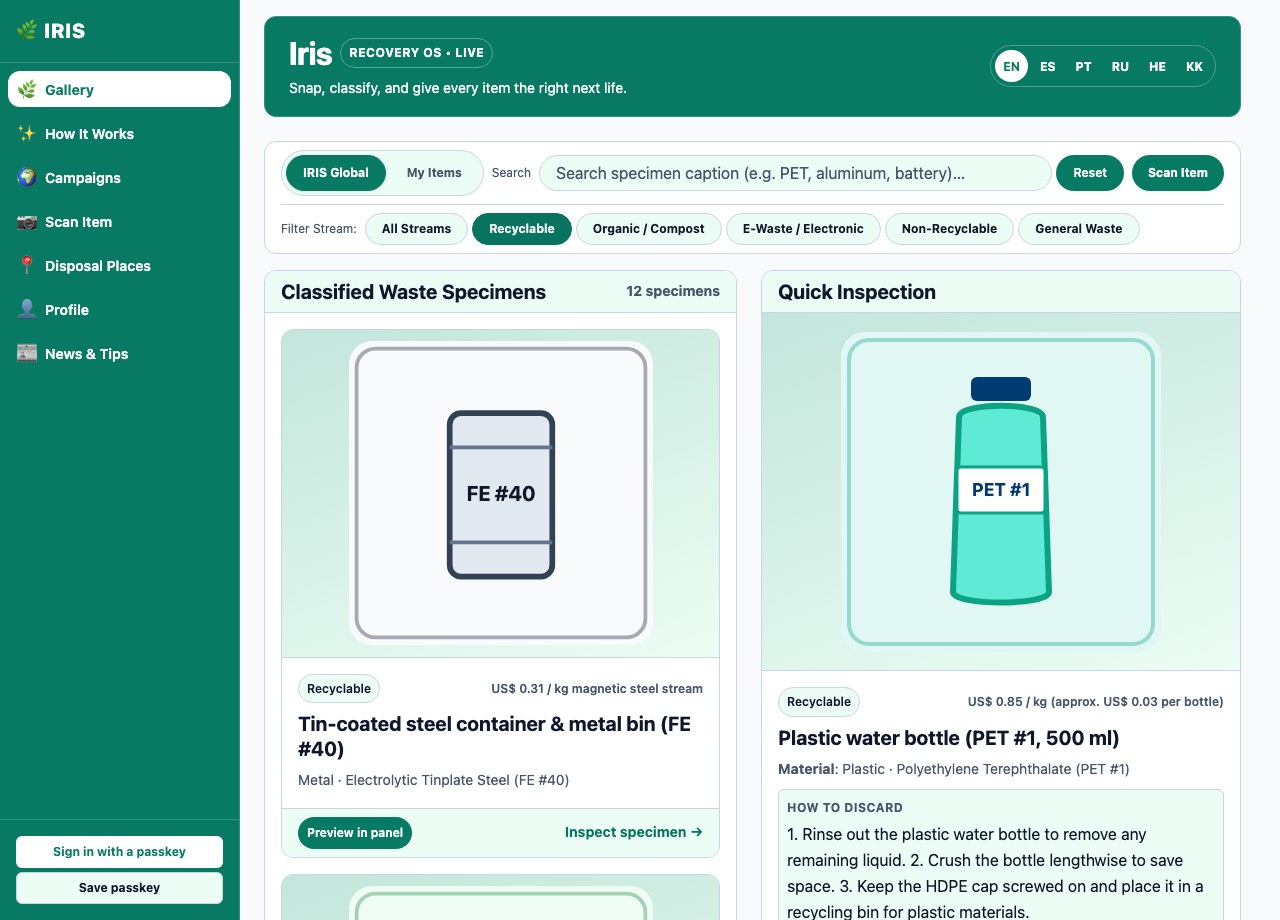 🌿 IRIS
🌿 Gallery
✨ How It Works
🌍 Campaigns
📷 Scan Item
📍 Disposal Places
👤 Profile
📰 News & Tips
Sign in with a passkey
Save passkey
Iris
RECOVERY OS • LIVE
Snap, classify, and give every item the right next life.
EN ES PT RU HE KK
IRIS Global My Items Search Search specimen caption (e.g. PET, aluminum, battery)... Reset Scan Item
Filter Stream: All Streams Recyclable Organic / Compost E-Waste / Electronic Non-Recyclable General Waste
Classified Waste Specimens 12 specimens
FE #40
Recyclable US$ 0.31 / kg magnetic steel stream
Tin-coated steel container & metal bin (FE
#40)
Metal · Electrolytic Tinplate Steel (FE #40)
Preview in panel Inspect specimen →
Quick Inspection
PET #1
Recyclable US$ 0.85 / kg (approx. US$ 0.03 per bottle)
Plastic water bottle (PET #1, 500 ml)
Material: Plastic · Polyethylene Terephthalate (PET #1)
HOW TO DISCARD
1. Rinse out the plastic water bottle to remove any
remaining liquid. 2. Crush the bottle lengthwise to save
space. 3. Keep the HDPE cap screwed on and place it in a
recycling bin for plastic materials.